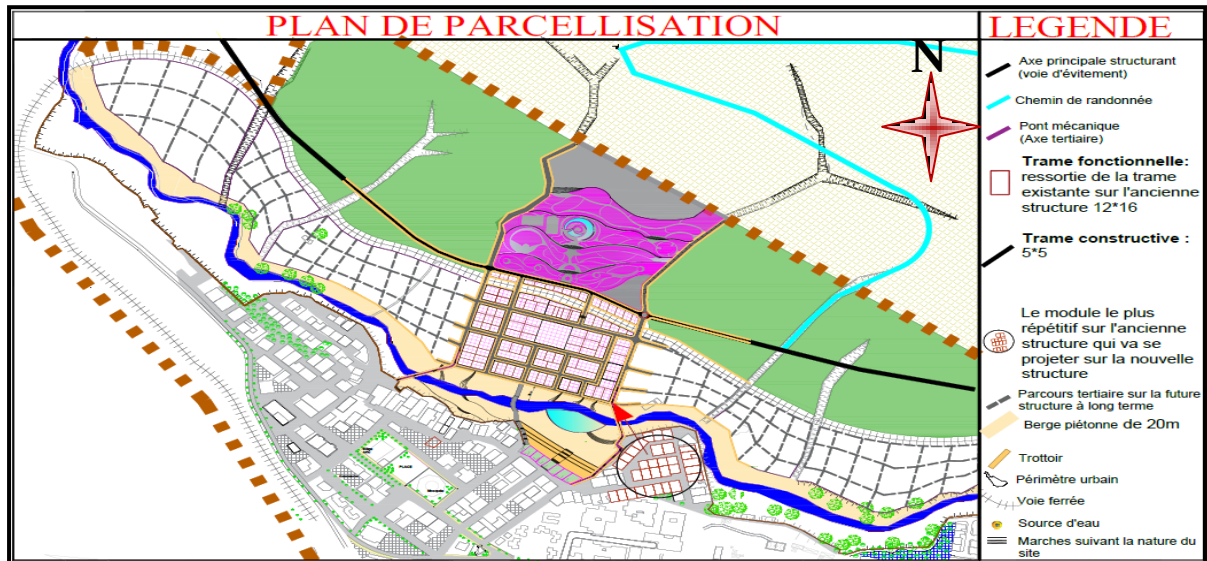 PLAN DE PARCELLISATION
LEGENDE
N
Axe principale structurant
(voie d'évitement)
Chemin de randonnée
Pont mécanique
(Axe tertiaire)
Trame fonctionnelle:
ressortie de la trame
existante sur l'ancienne
structure 12*16
Trame constructive :
5*5
Le module le plus
répétitif sur l'ancienne
structure qui va se
projeter sur la nouvelle
structure
Parcours tertiaire sur la future
structure à long terme
Berge piétonne de 20m
Trottoir
Périmètre urbain
Voie ferrée
Source d'eau
Marches suivant la nature du
site
PLACE